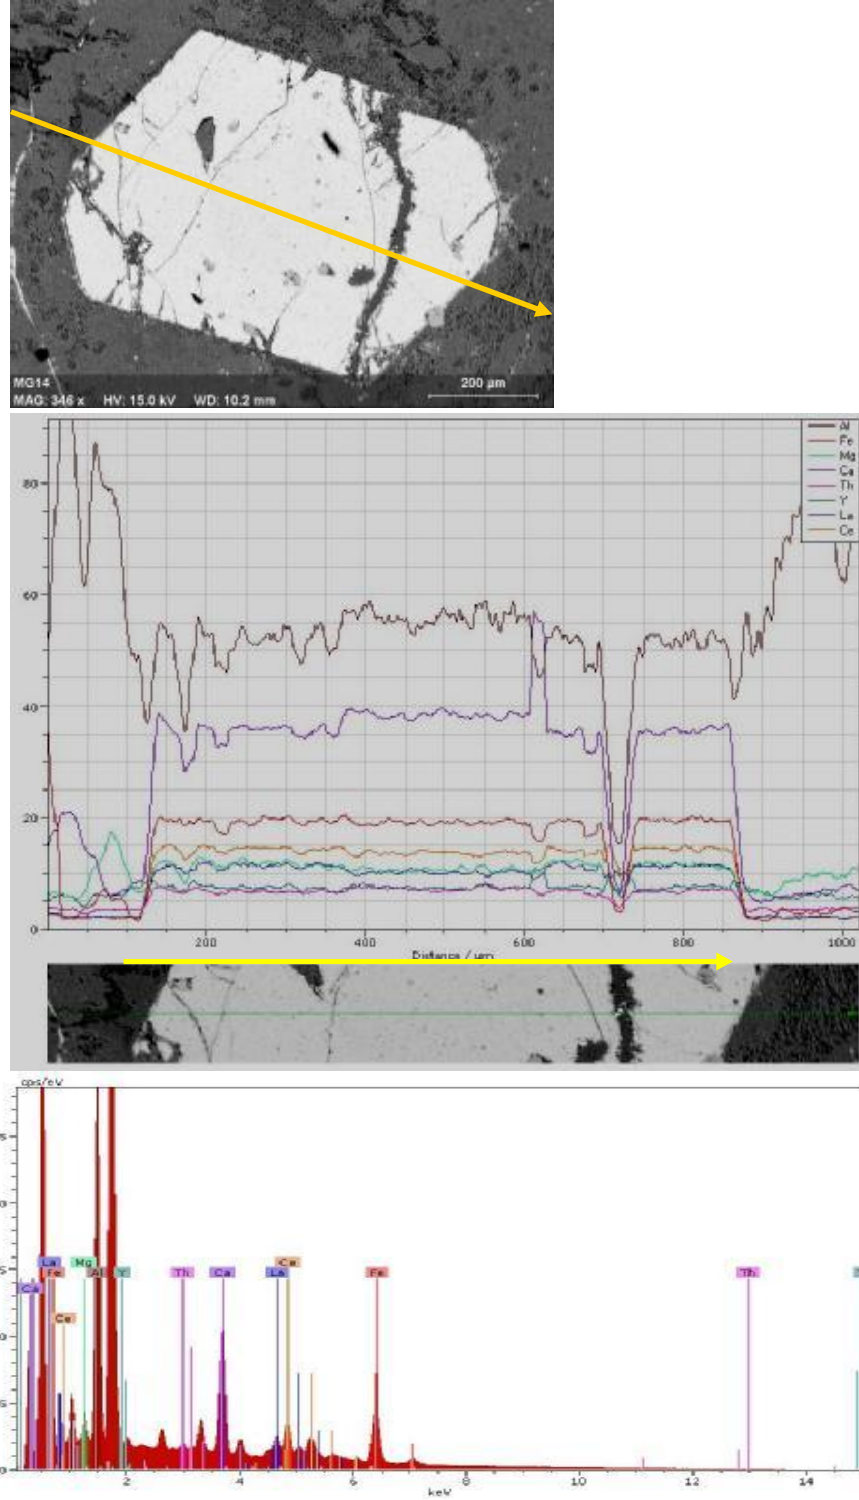 MG14
200 µm
MAG: 346 x HV: 15.0 kV WD: 10.2 mm
Al
Fe
Mg
Ca
Th
Y
La
Ce
80
60
40
20
0
200 400 600 800 1000
Distance / µm
cps/eV
La Mg Ce
Fe Al Y Th Ca La Fe Th
Ca
Ce
2 4 6 8 10 12 14
keV